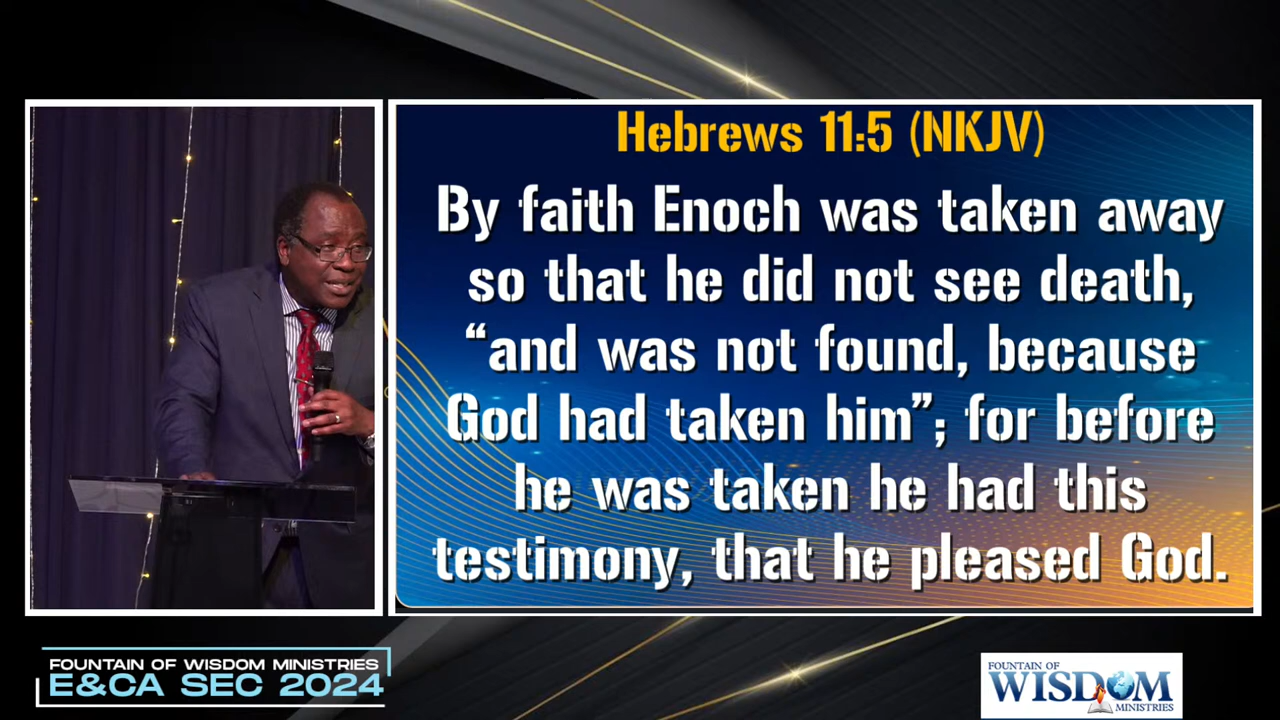 Hebrews 11:5 (NKJV)
By faith Enoch was taken away
so that he did not see death,
“and was not found, because
God had taken him”; for before
he was taken he had this
testimony, that he pleased God.
FOUNTAIN OF WISDOM MINISTRIES
E&CA SEC 2024
FOUNTAIN OF
WISDOM
MINISTRIES